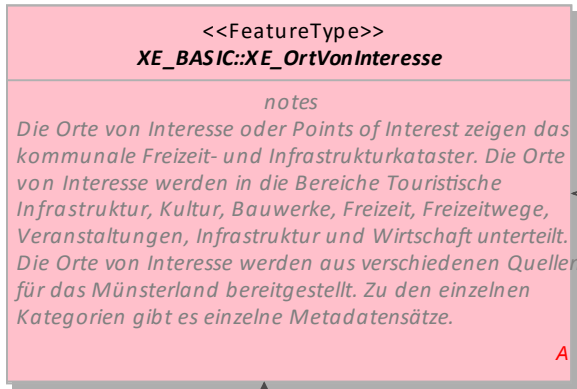 <<FeatureType>>
XE_BASIC::XE_OrtVonInteresse
notes
Die Orte von Interesse oder Points of Interest zeigen das
kommunale Freizeit- und Infrastrukturkataster. Die Orte
von Interesse werden in die Bereiche Touristische
Infrastruktur, Kultur, Bauwerke, Freizeit, Freizeitwege,
Veranstaltungen, Infrastruktur und Wirtschaft unterteilt.
Die Orte von Interesse werden aus verschiedenen Quellen
für das Münsterland bereitgestellt. Zu den einzelnen
Kategorien gibt es einzelne Metadatensätze.
A